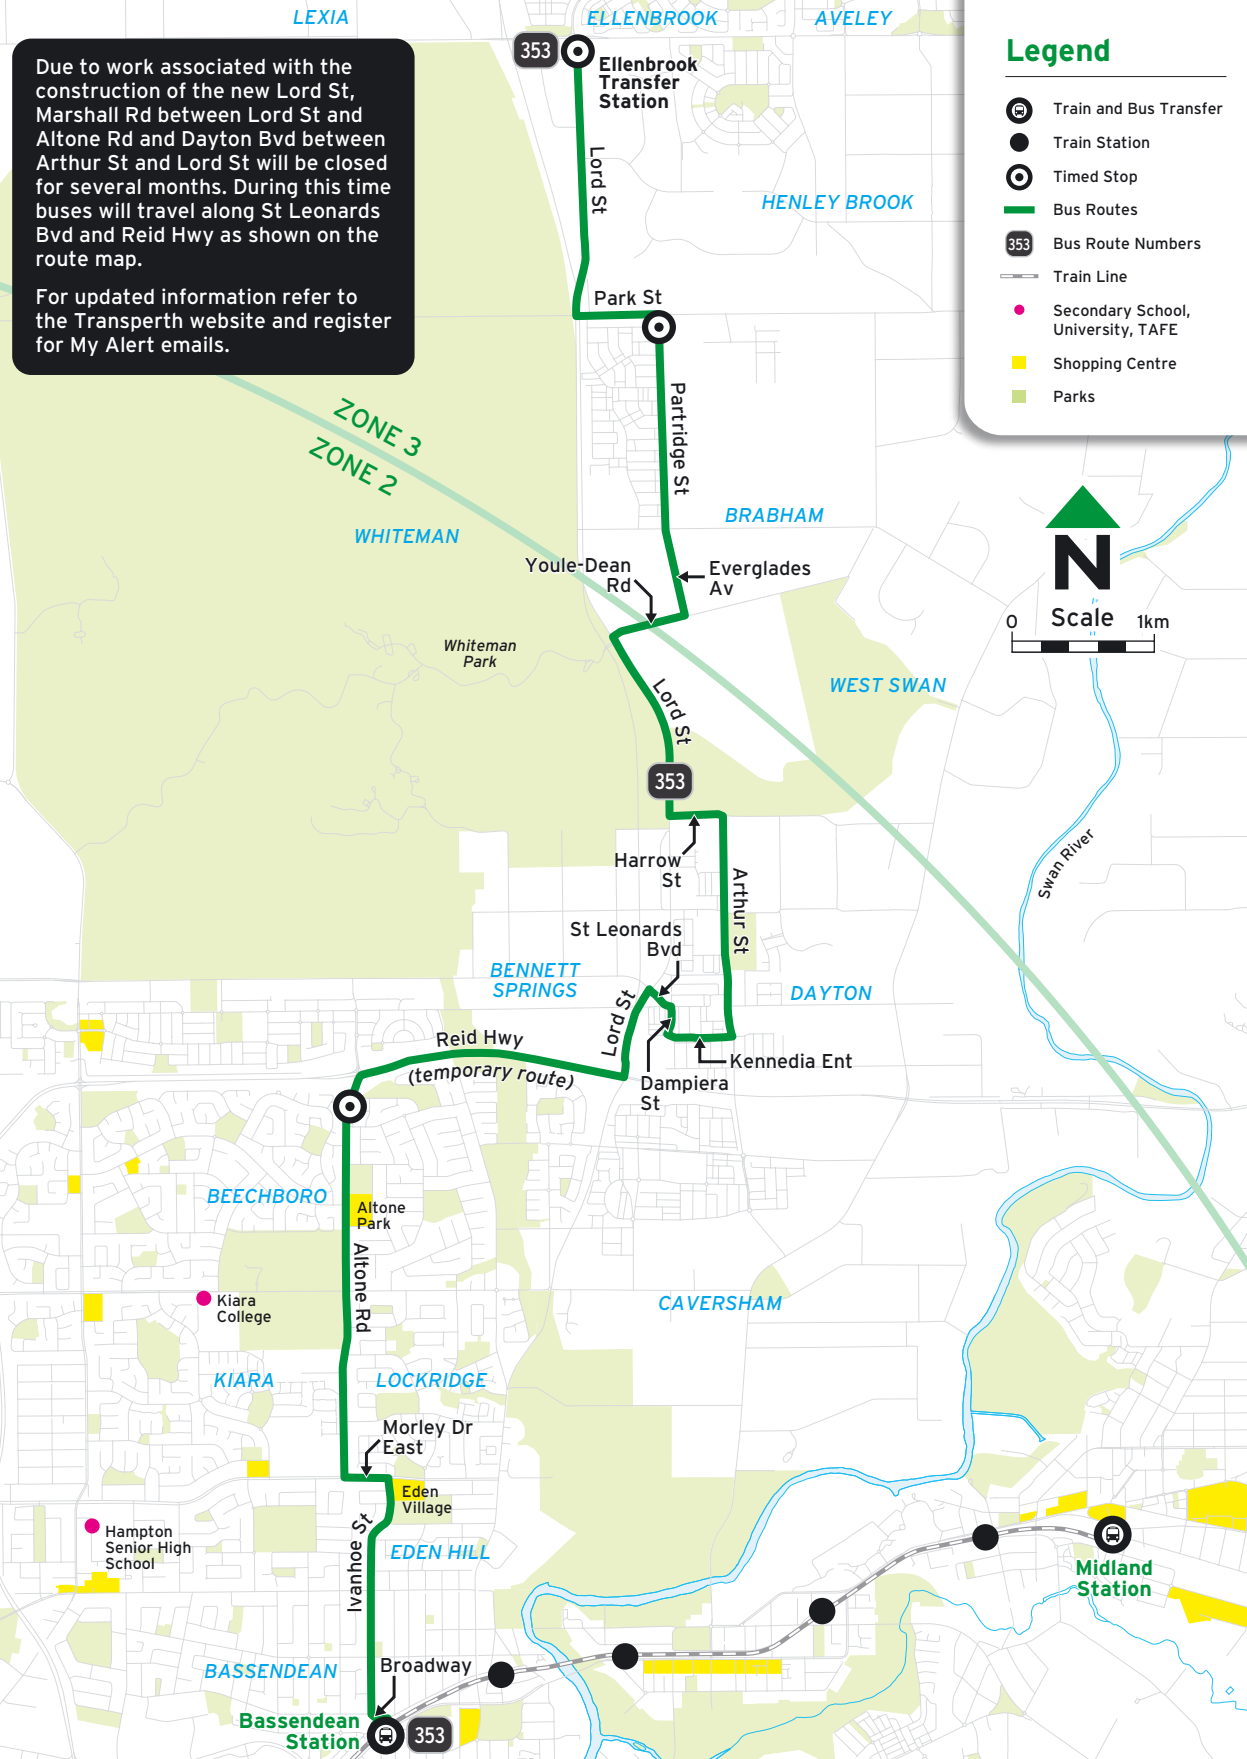 LEXIA
ELLENBROOK
AVELEY
353
Ellenbrook
Transfer
Station
Due to work associated with the
construction of the new Lord St,
Marshall Rd between Lord St and
Altone Rd and Dayton Bvd between
Arthur St and Lord St will be closed
for several months. During this time
buses will travel along St Leonards
Bvd and Reid Hwy as shown on the
route map.
For updated information refer to
the Transperth website and register
for My Alert emails.
Legend
Train and Bus Transfer
Train Station
Timed Stop
Bus Routes
353
Bus Route Numbers
Train Line
Secondary School,
University, TAFE
Shopping Centre
Parks
Lord St
HENLEY BROOK
Park St
Partridge St
ZONE 3
ZONE 2
WHITEMAN
BRABHAM
Youle-Dean
Rd
Everglades
Av
N
0
Scale
1km
Whiteman
Park
WEST SWAN
Lord St
353
Harrow
St
Arthur St
Swan River
St Leonards
Bvd
BENNETT
SPRINGS
DAYTON
Lord St
Reid Hwy
(temporary route)
Kennedia Ent
Dampiera
St
BEECHBORO
Altone
Park
Altone Rd
Kiara
College
CAVERSHAM
KIARA
LOCKRIDGE
Morley Dr
East
Eden
Village
Hampton
Senior High
School
Ivanhoe St
EDEN HILL
Midland
Station
BASSENDEAN
Broadway
Bassendean
Station
353